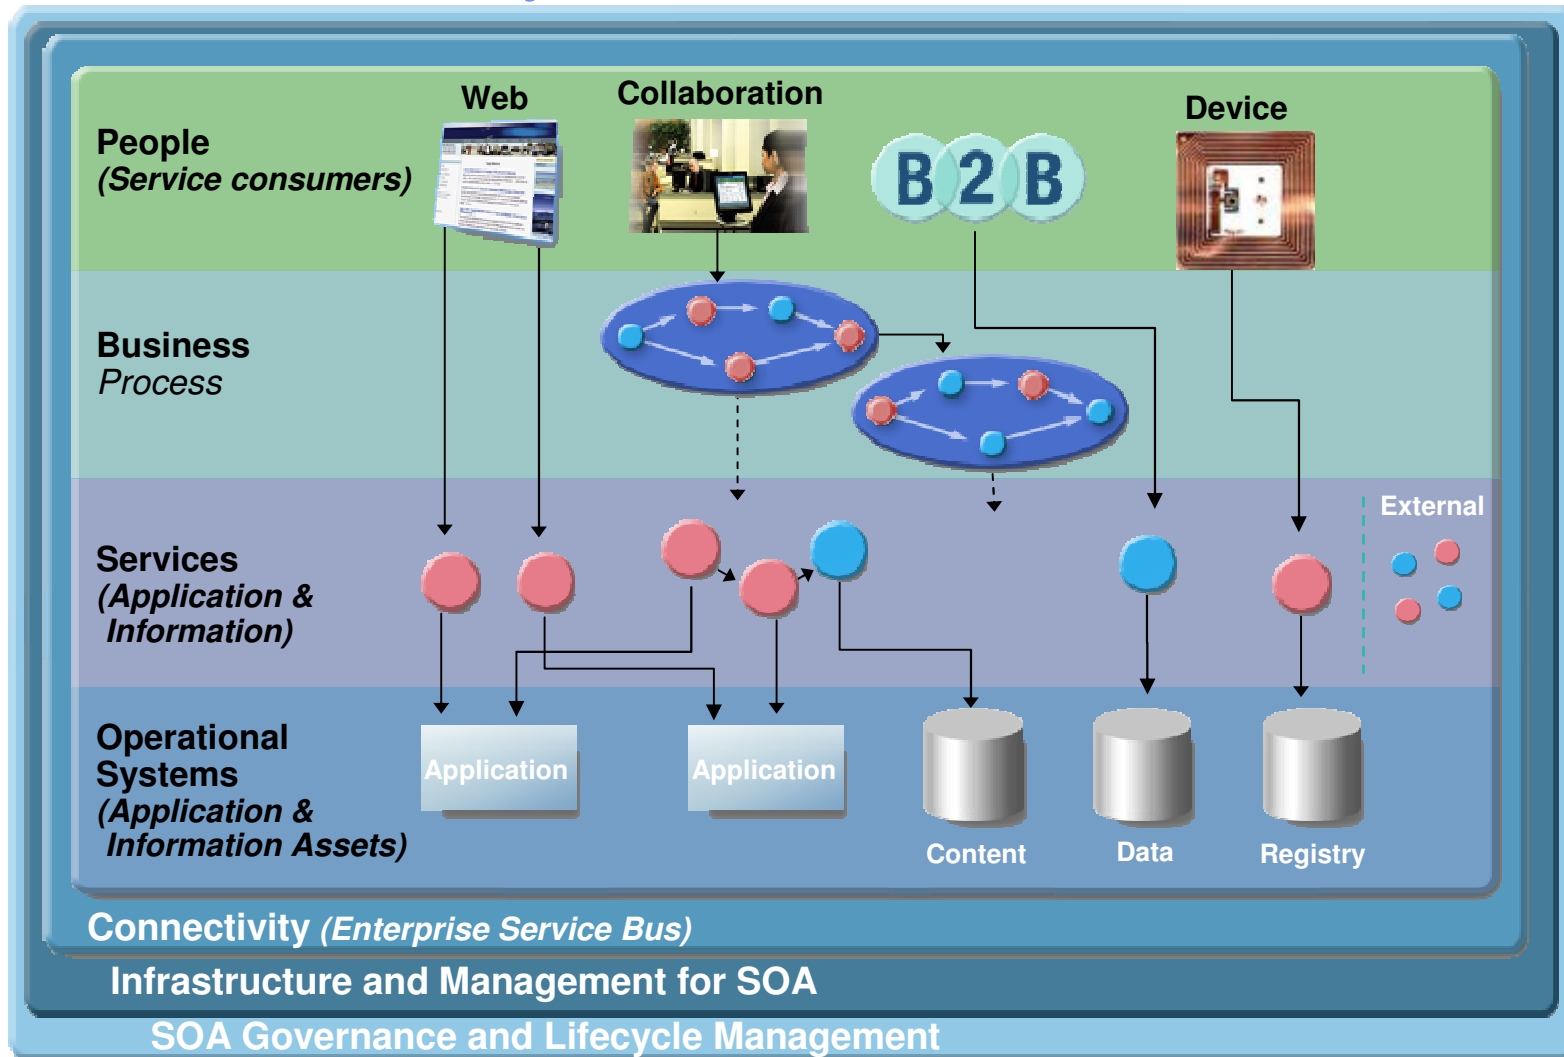 Web
Collaboration
Device
People
(Service consumers)
B2B
Business
Process
External
Services
(Application &
Information)
Operational
Systems
(Application &
Information Assets)
Application
Application
Content
Data
Registry
Connectivity (Enterprise Service Bus)
Infrastructure and Management for SOA
SOA Governance and Lifecycle Management